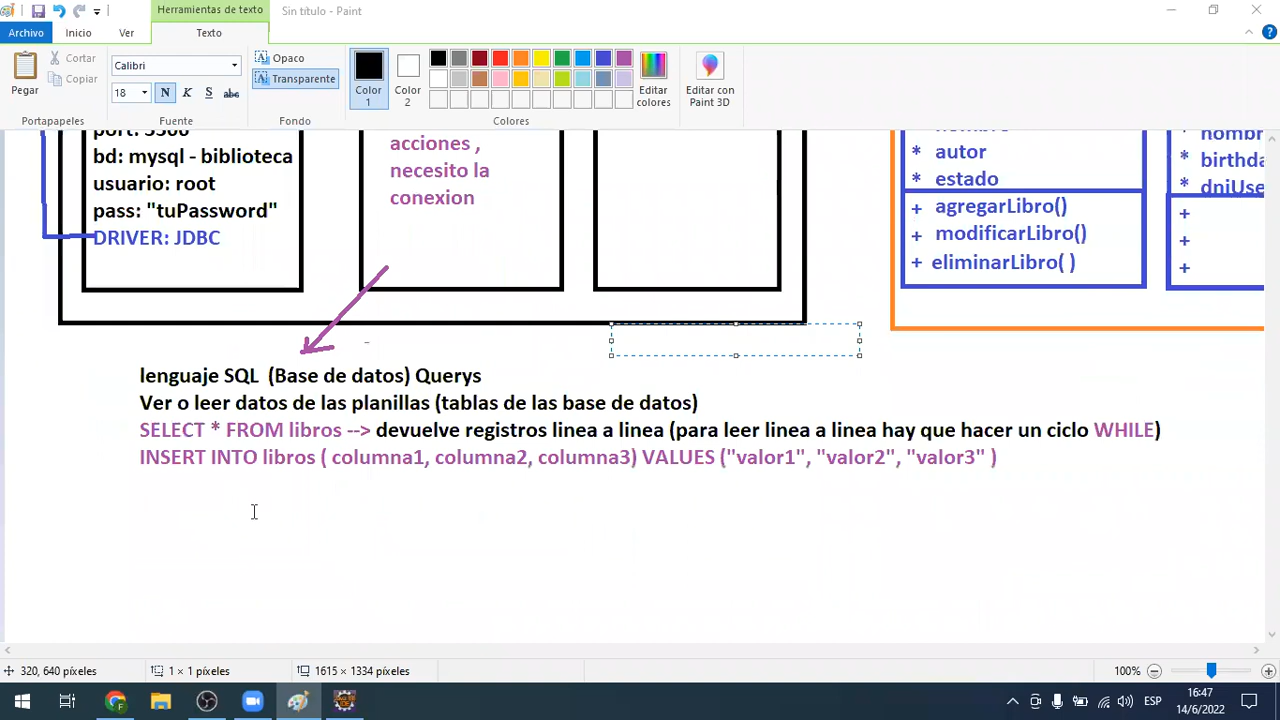 Herramientas de texto
Sin título - Paint
Archivo
Inicio
Ver
Texto
Pegar
Cortar
Copiar
Portapapeles
Calibri
18
N K S abc
Fuente
Opaco
Transparente
Fondo
Color 1
Color 2
Colores
Editar colores
Editar con Paint 3D
bd: mysql - biblioteca
usuario: root
pass: "tuPassword"
DRIVER: JDBC
acciones ,
necesito la
conexion
* autor
* estado
+ agregarLibro()
+ modificarLibro()
+ eliminarLibro( )
* birthda
* dniUse
+
+
+
lenguaje SQL (Base de datos) Querys
Ver o leer datos de las planillas (tablas de las base de datos)
SELECT * FROM libros --> devuelve registros linea a linea (para leer linea a linea hay que hacer un ciclo WHILE)
INSERT INTO libros ( columna1, columna2, columna3) VALUES ("valor1", "valor2", "valor3" )
320, 640 píxeles
1 × 1 píxeles
1615 × 1334 píxeles
100%
ESP
16:47
14/6/2022